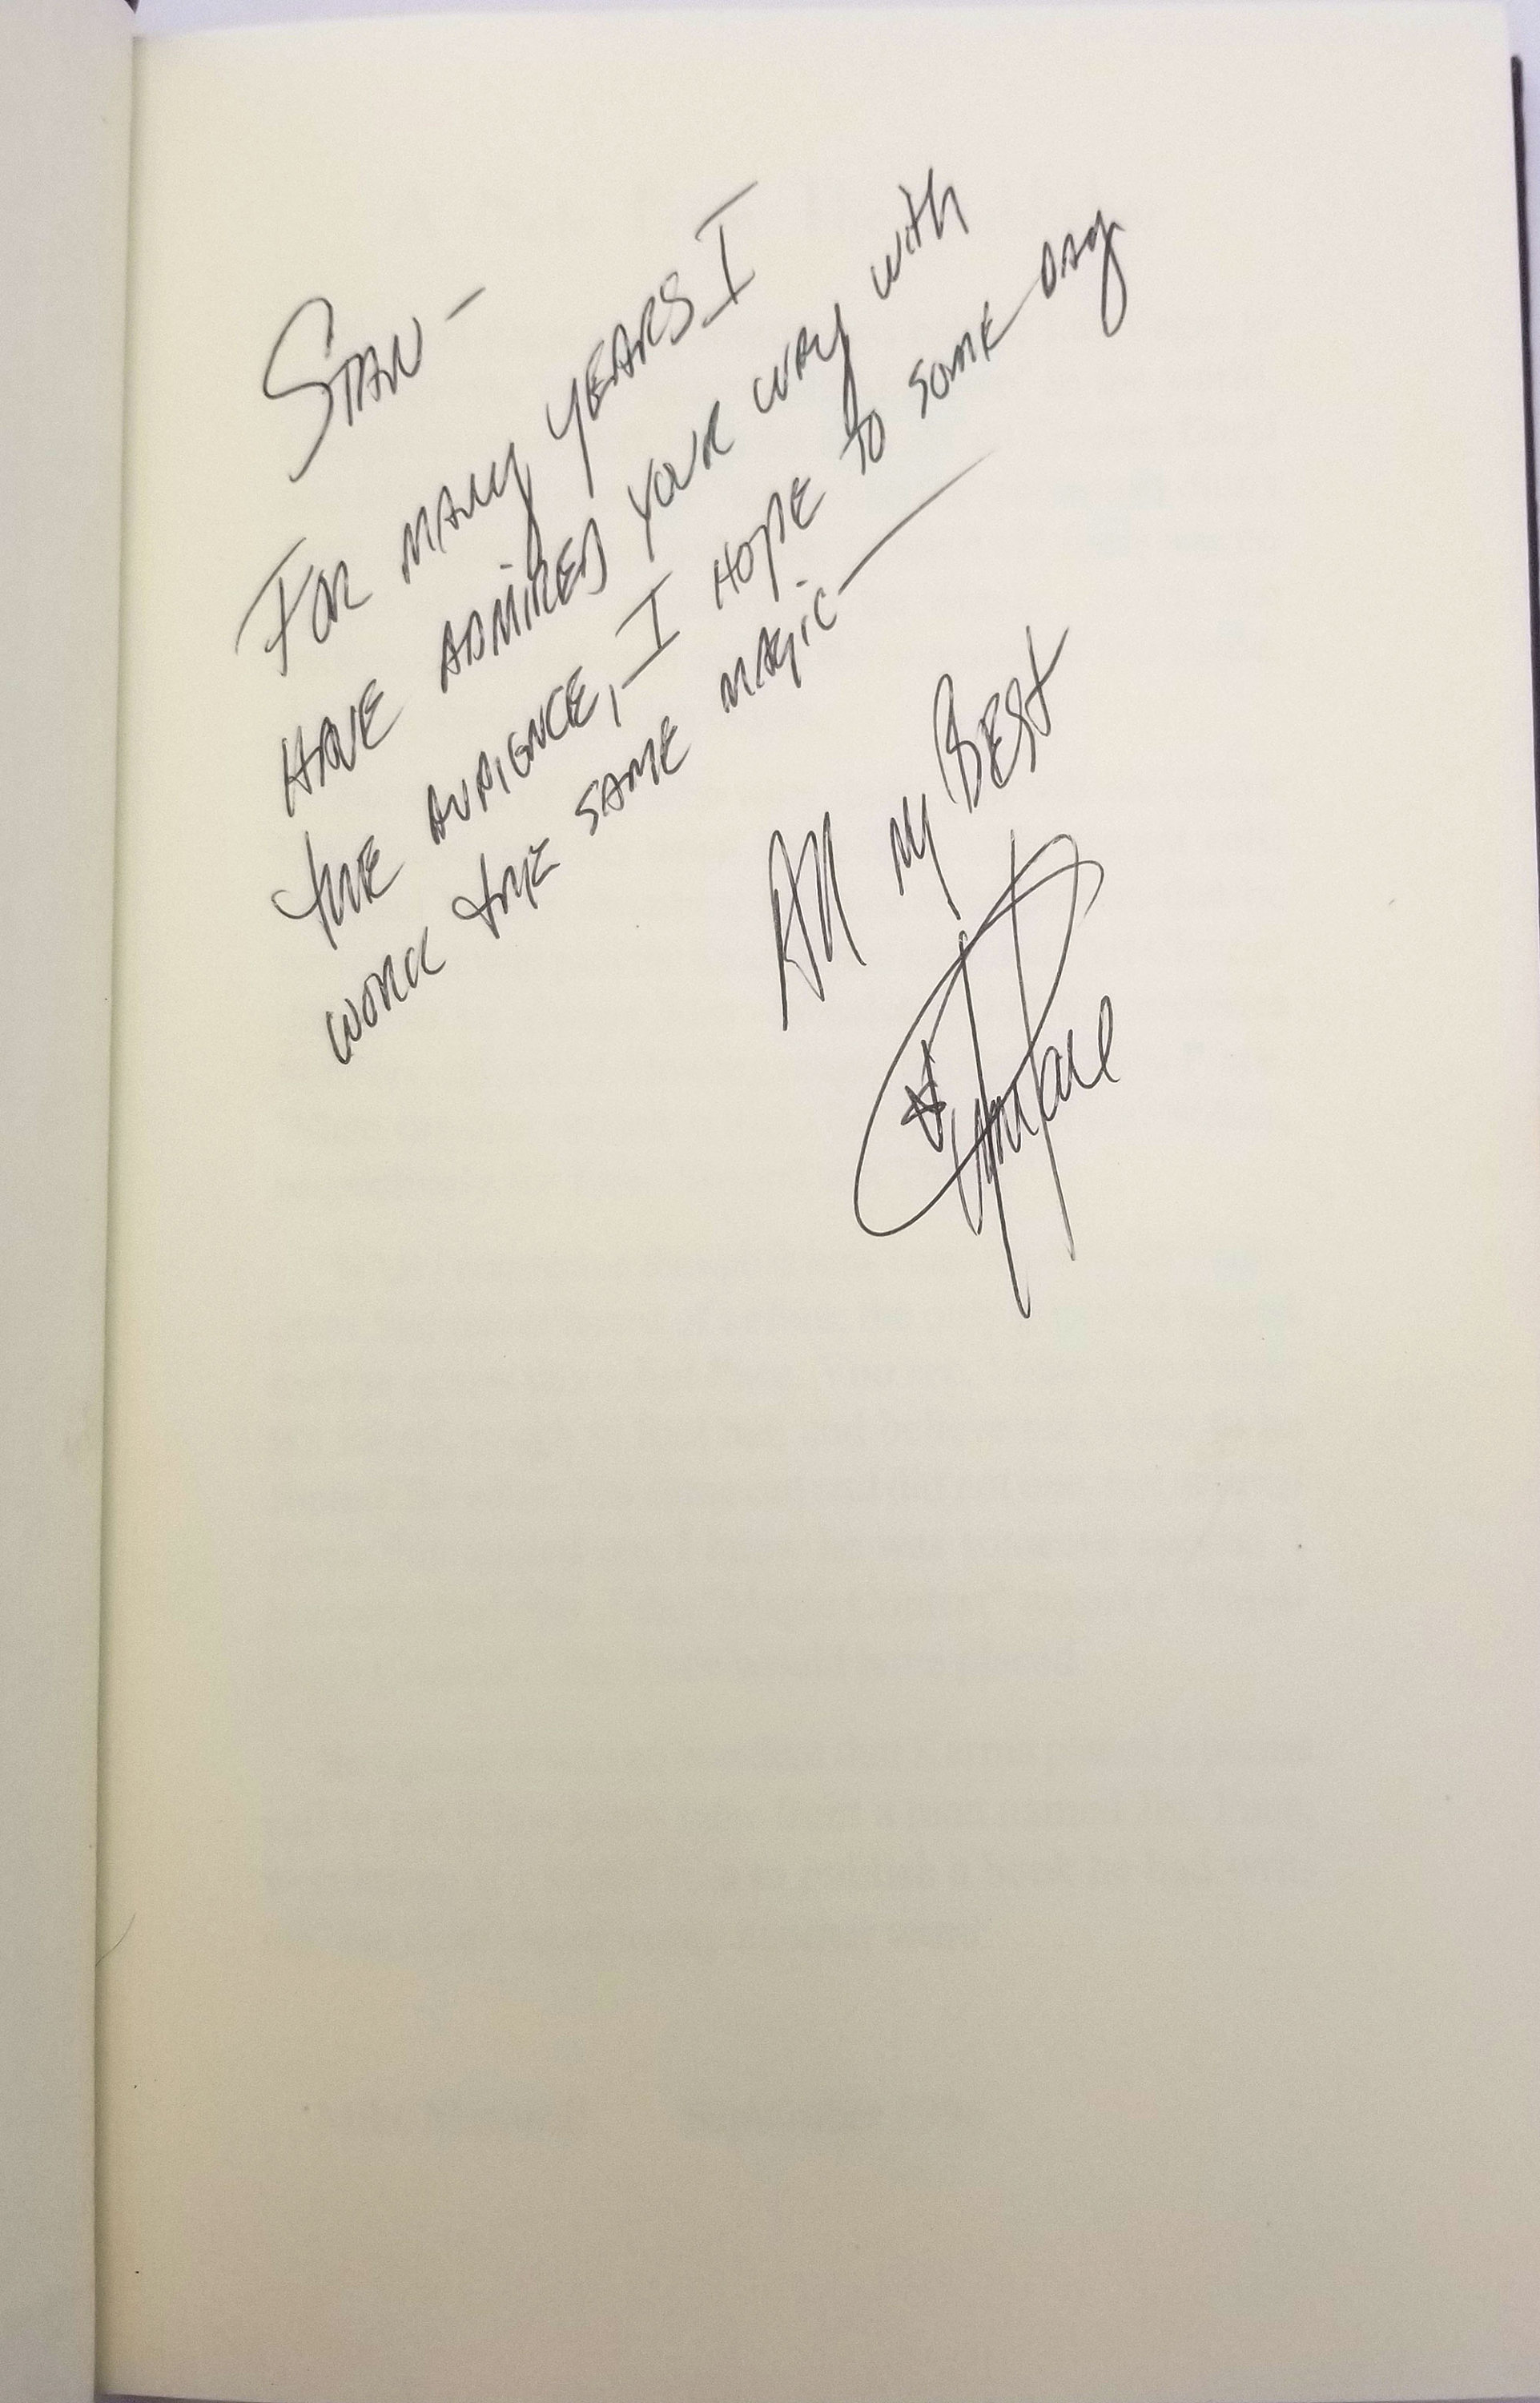 Stan —
For many years I
have admired your way with
the audience, I hope to some day
work the same magic —
All my Best